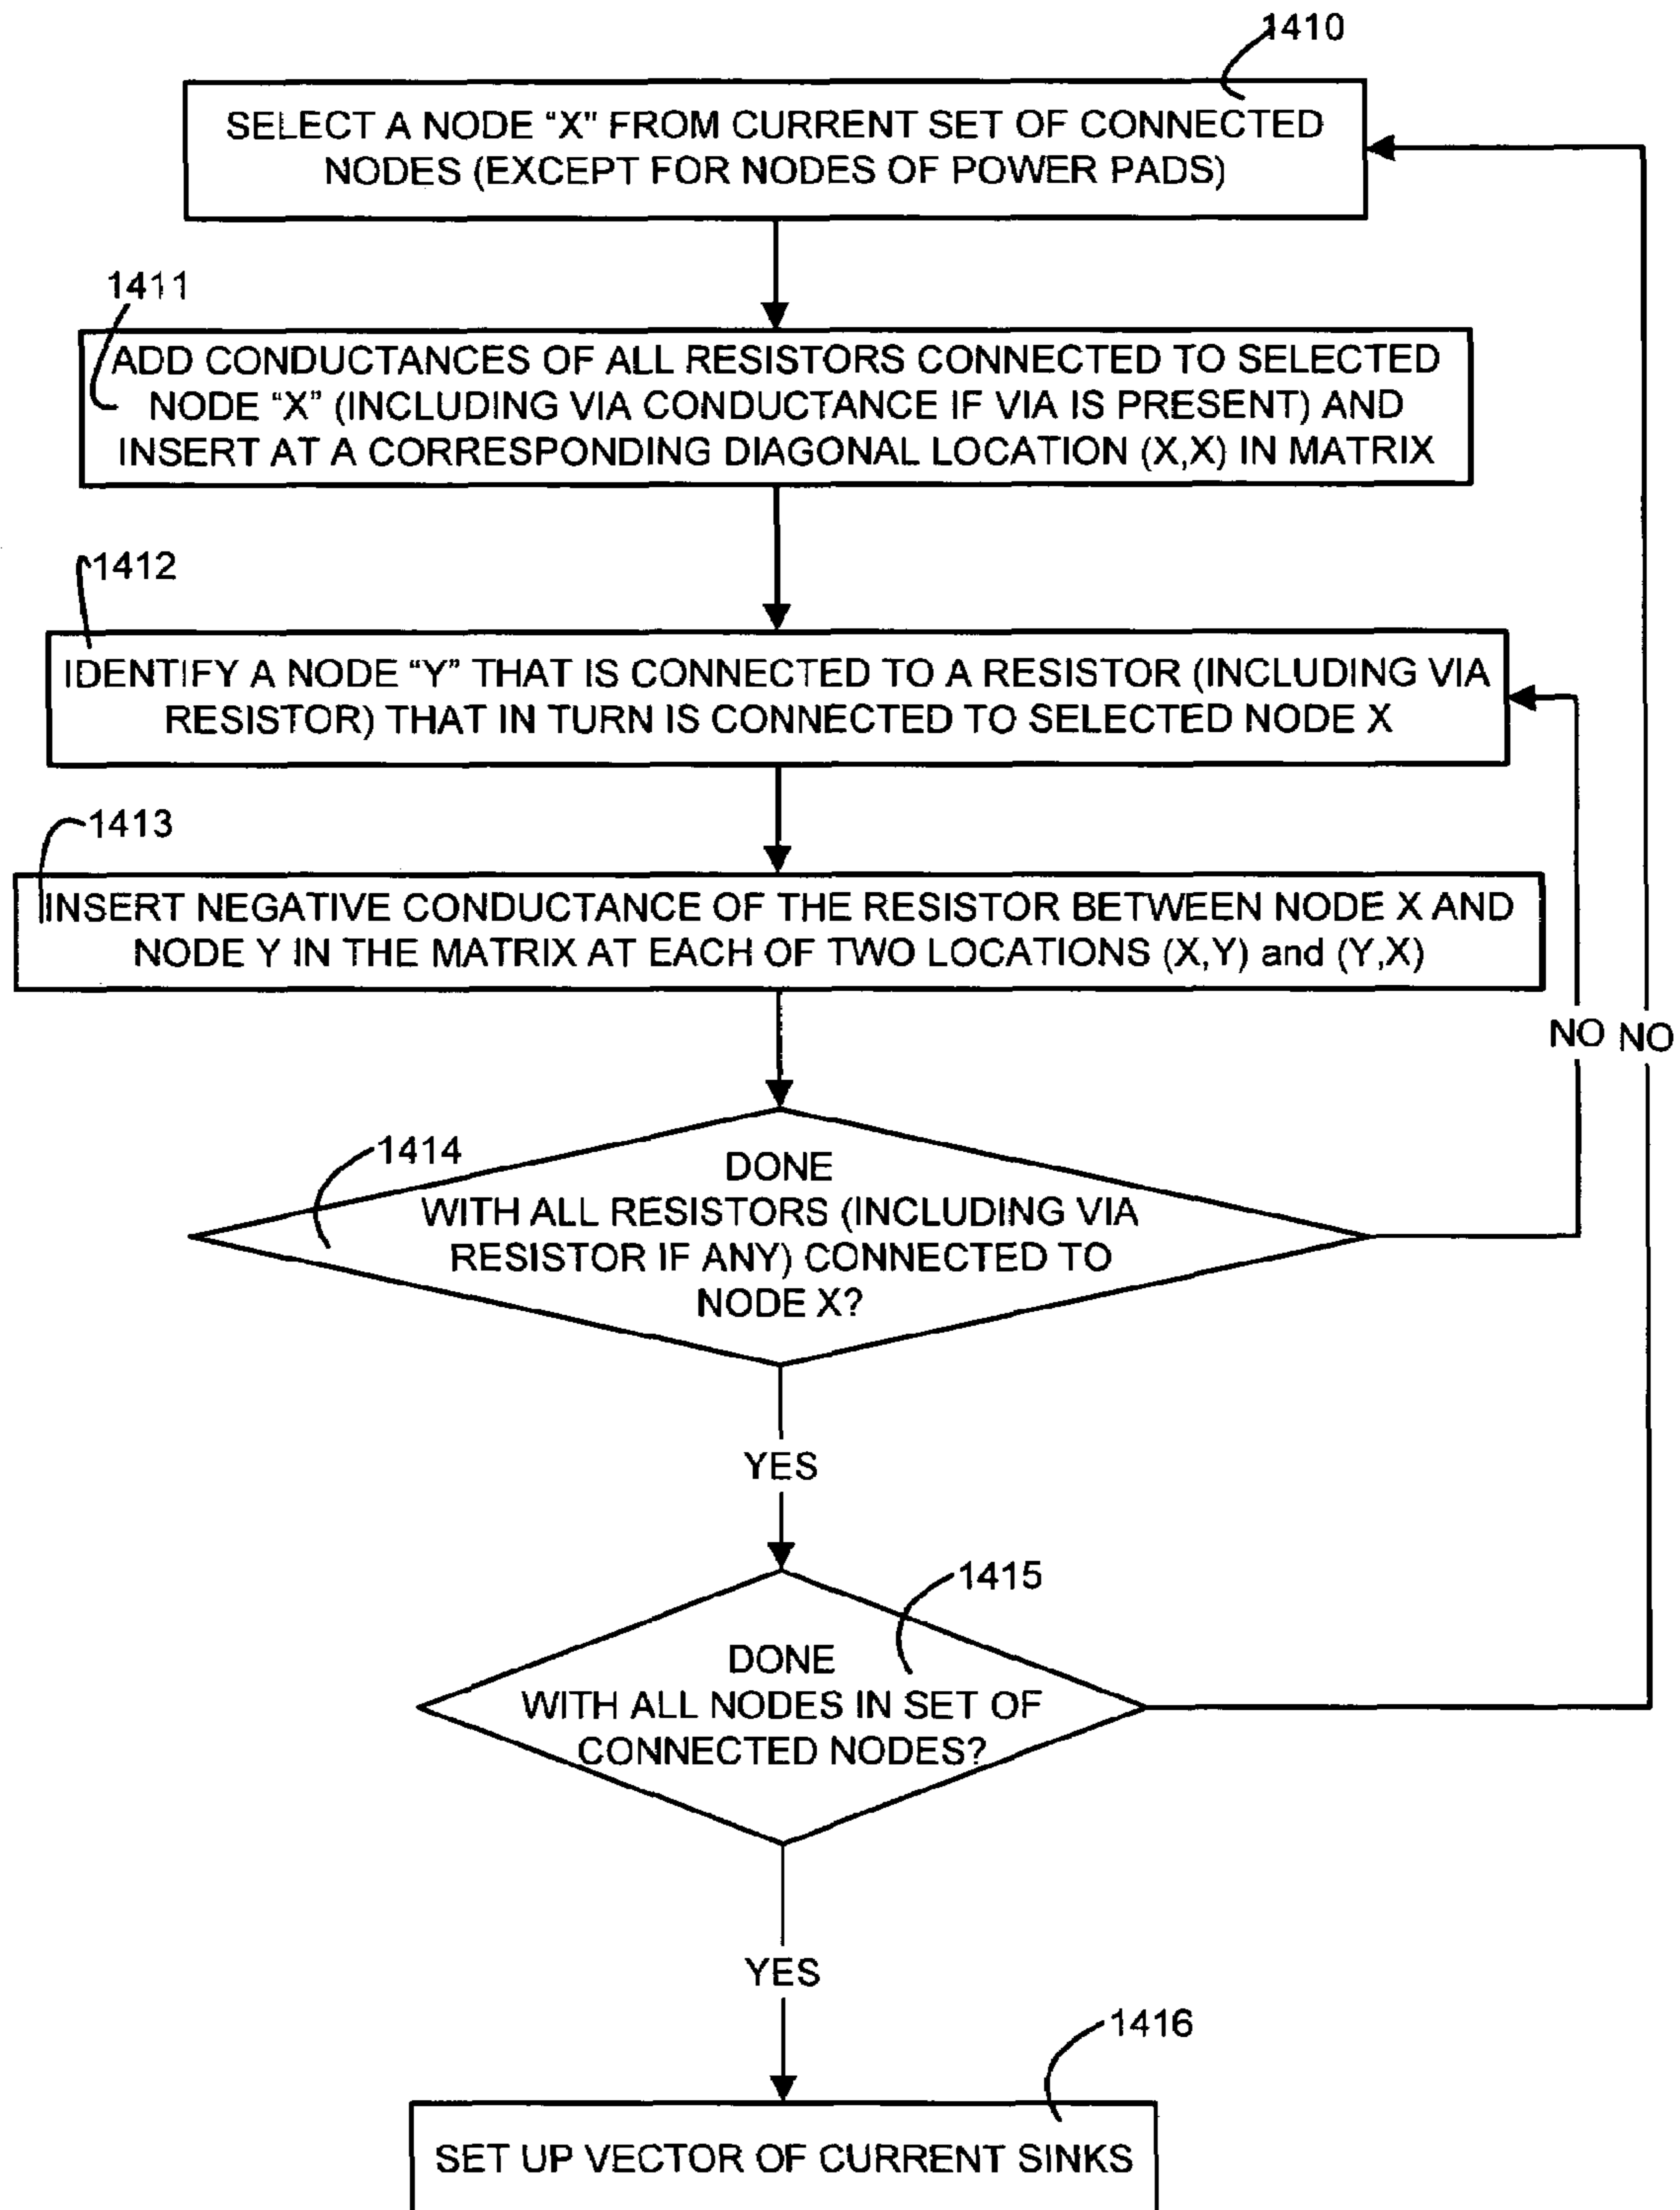 1410
SELECT A NODE “X” FROM CURRENT SET OF CONNECTED
NODES (EXCEPT FOR NODES OF POWER PADS)
1411
ADD CONDUCTANCES OF ALL RESISTORS CONNECTED TO SELECTED
NODE “X” (INCLUDING VIA CONDUCTANCE IF VIA IS PRESENT) AND
INSERT AT A CORRESPONDING DIAGONAL LOCATION (X,X) IN MATRIX
1412
IDENTIFY A NODE “Y” THAT IS CONNECTED TO A RESISTOR (INCLUDING VIA
RESISTOR) THAT IN TURN IS CONNECTED TO SELECTED NODE X
1413
INSERT NEGATIVE CONDUCTANCE OF THE RESISTOR BETWEEN NODE X AND
NODE Y IN THE MATRIX AT EACH OF TWO LOCATIONS (X,Y) and (Y,X)
NO NO
1414
DONE
WITH ALL RESISTORS (INCLUDING VIA
RESISTOR IF ANY) CONNECTED TO
NODE X?
YES
1415
DONE
WITH ALL NODES IN SET OF
CONNECTED NODES?
YES
1416
SET UP VECTOR OF CURRENT SINKS